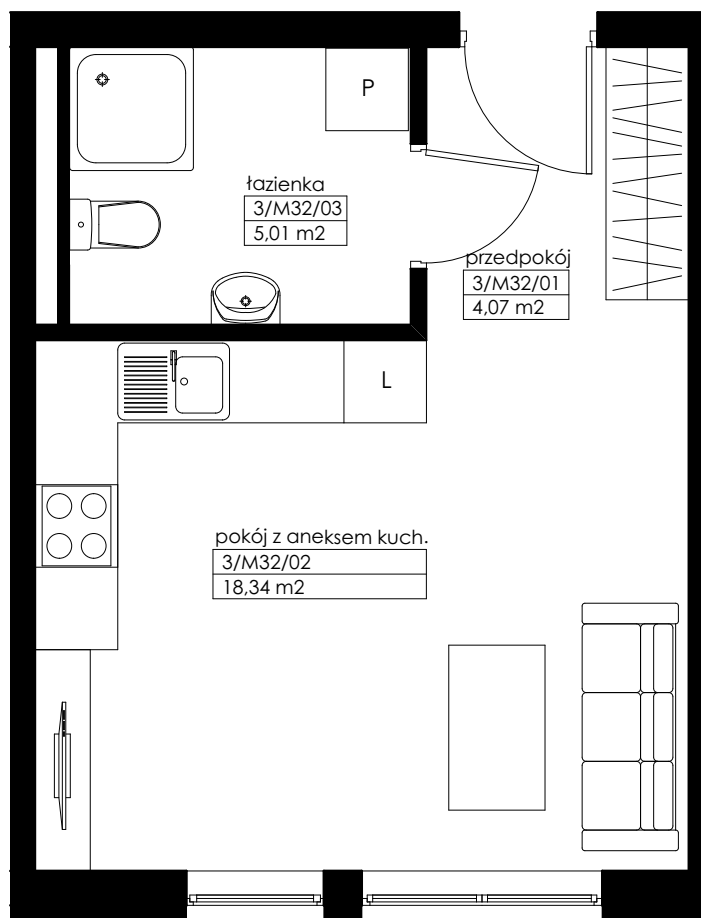 P
łazienka
3/M32/03
5,01 m2
przedpokój
3/M32/01
4,07 m2
L
pokój z aneksem kuch.
3/M32/02
18,34 m2